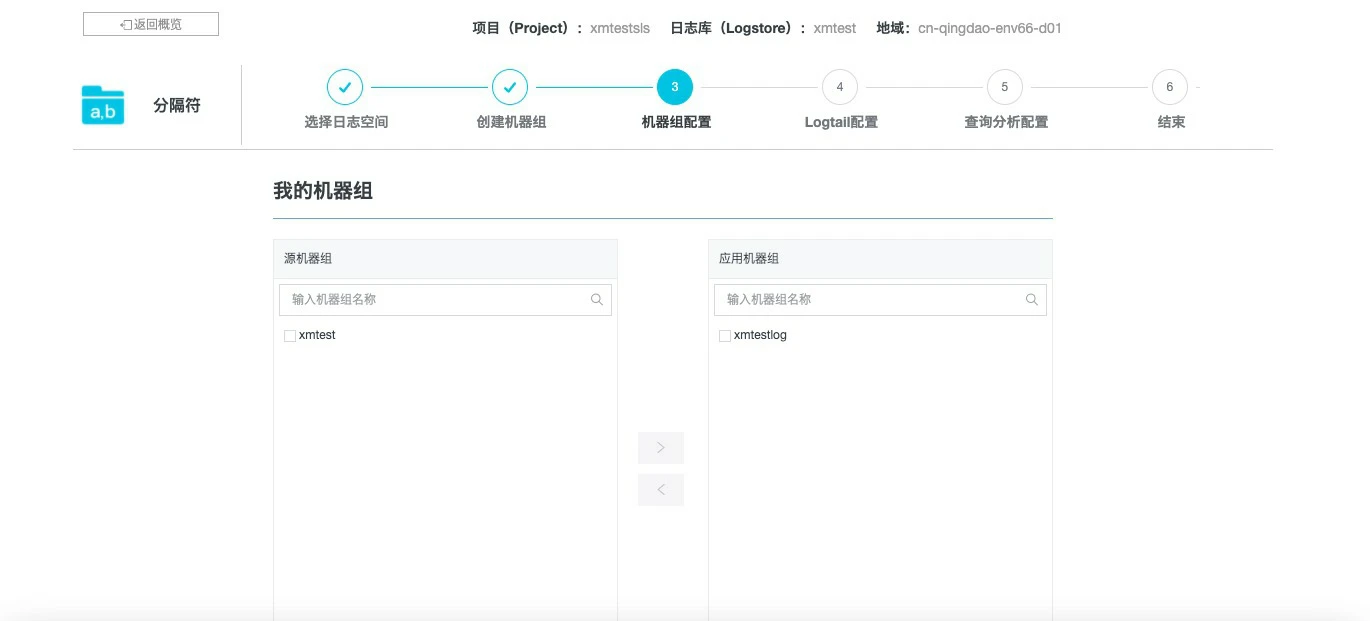 返回概览
项目（Project）： xmtestsls 日志库（Logstore）： xmtest 地域： cn-qingdao-env66-d01
a,b 分隔符
3 4 5 6
选择日志空间 创建机器组 机器组配置 Logtail配置 查询分析配置 结束
我的机器组
源机器组
输入机器组名称
xmtest
>
<
应用机器组
输入机器组名称
xmtestlog